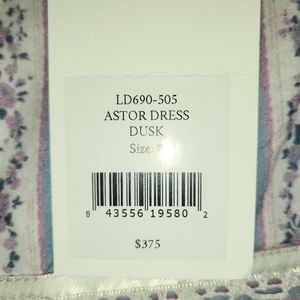 LD690-505
ASTOR DRESS
DUSK
Size:
8 43556 19580 2
$375